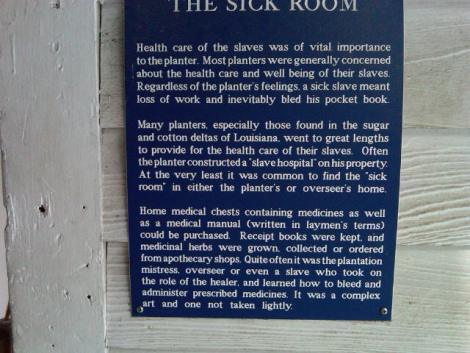 THE SICK ROOM
Health care of the slaves was of vital importance
to the planter. Most planters were generally concerned
about the health care and well being of their slaves.
Regardless of the planter's feelings, a sick slave meant
loss of work and inevitably bled his pocket book.
Many planters, especially those found in the sugar
and cotton deltas of Louisiana, went to great lengths
to provide for the health care of their slaves. Often
the planter constructed a "slave hospital" on his property.
At the very least it was common to find the "sick
room" in either the planter's or overseer's home.
Home medical chests containing medicines as well
as a medical manual (written in laymen's terms)
could be purchased. Receipt books were kept, and
medicinal herbs were grown, collected or ordered
from apothecary shops. Quite often it was the plantation
mistress, overseer or even a slave who took on
the role of the healer, and learned how to bleed and
administer prescribed medicines. It was a complex
art and one not taken lightly.